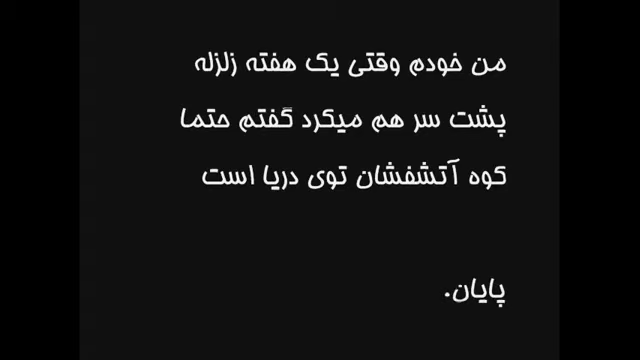 من خودم وقتی یک هفته زلزله
پشت سر هم میکرد گفتم حتما
کوه آتشفشان توی دریا است
پایان.